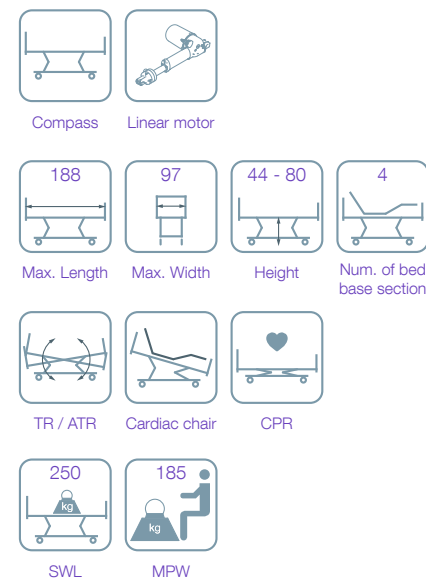 Compass
Linear motor
188
97
44 - 80
4
Max. Length
Max. Width
Height
Num. of bed
base section
TR / ATR
Cardiac chair
CPR
250
kg
185
kg
SWL
MPW